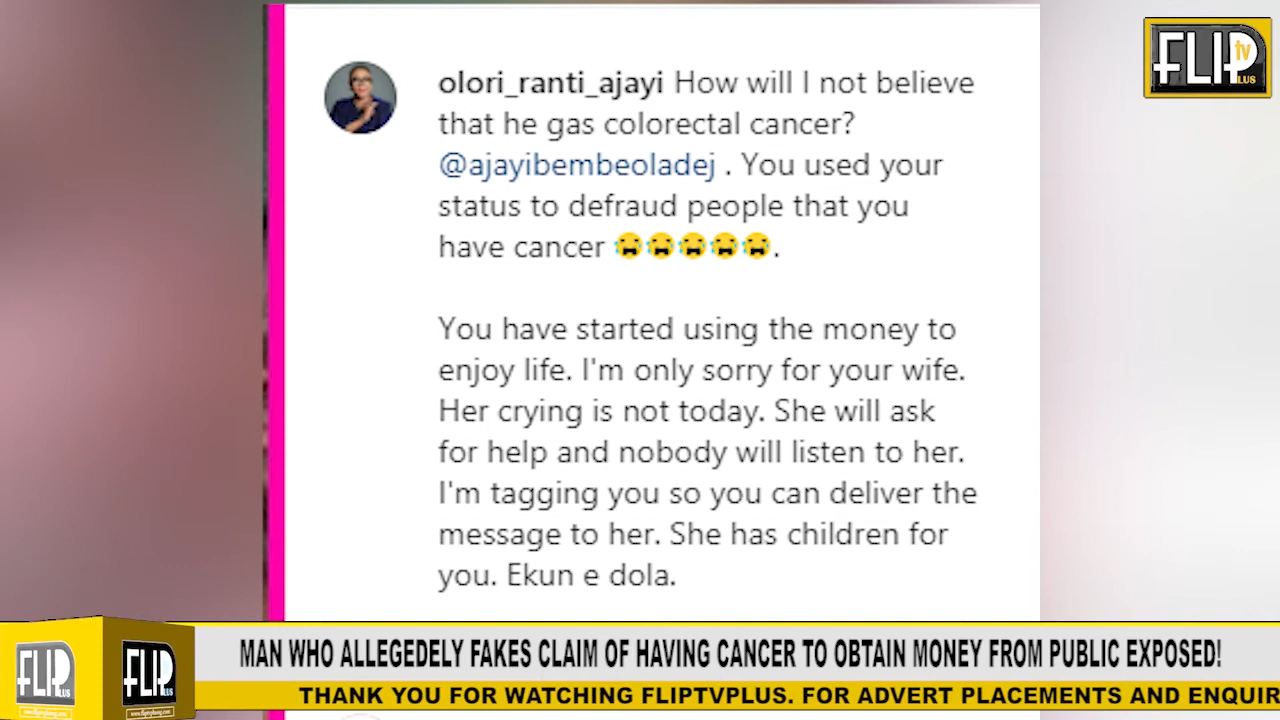 FLIP tv
PLUS
olori_ranti_ajayi How will I not believe
that he gas colorectal cancer?
@ajayibembeoladej . You used your
status to defraud people that you
have cancer 😭😭😭😭😭.
You have started using the money to
enjoy life. I'm only sorry for your wife.
Her crying is not today. She will ask
for help and nobody will listen to her.
I'm tagging you so you can deliver the
message to her. She has children for
you. Ekun e dola.
FLIP
PLUS
FLIP
PLUS
MAN WHO ALLEGEDELY FAKES CLAIM OF HAVING CANCER TO OBTAIN MONEY FROM PUBLIC EXPOSED!
THANK YOU FOR WATCHING FLIPTVPLUS. FOR ADVERT PLACEMENTS AND ENQUIR